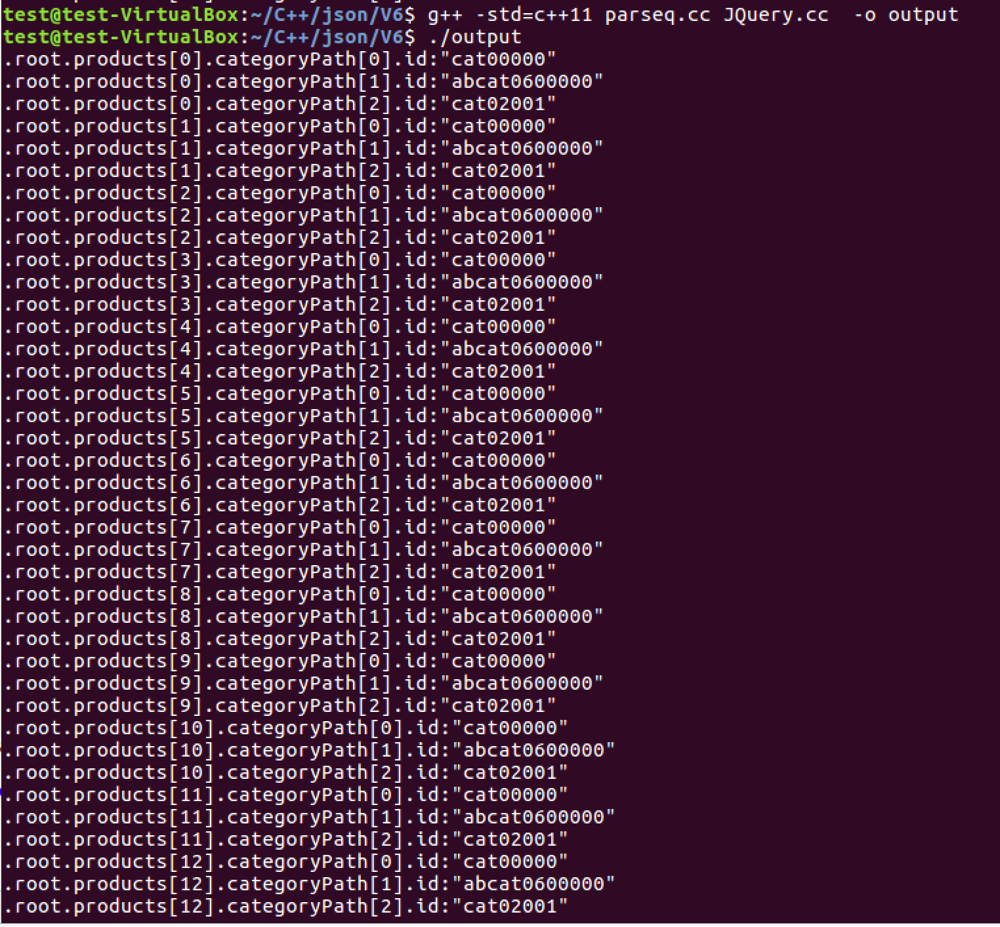 test@test-VirtualBox:~/C++/json/V6$ g++ -std=c++11 parseq.cc JQuery.cc  -o output
test@test-VirtualBox:~/C++/json/V6$ ./output
.root.products[0].categoryPath[0].id:"cat00000"
.root.products[0].categoryPath[1].id:"abcat0600000"
.root.products[0].categoryPath[2].id:"cat02001"
.root.products[1].categoryPath[0].id:"cat00000"
.root.products[1].categoryPath[1].id:"abcat0600000"
.root.products[1].categoryPath[2].id:"cat02001"
.root.products[2].categoryPath[0].id:"cat00000"
.root.products[2].categoryPath[1].id:"abcat0600000"
.root.products[2].categoryPath[2].id:"cat02001"
.root.products[3].categoryPath[0].id:"cat00000"
.root.products[3].categoryPath[1].id:"abcat0600000"
.root.products[3].categoryPath[2].id:"cat02001"
.root.products[4].categoryPath[0].id:"cat00000"
.root.products[4].categoryPath[1].id:"abcat0600000"
.root.products[4].categoryPath[2].id:"cat02001"
.root.products[5].categoryPath[0].id:"cat00000"
.root.products[5].categoryPath[1].id:"abcat0600000"
.root.products[5].categoryPath[2].id:"cat02001"
.root.products[6].categoryPath[0].id:"cat00000"
.root.products[6].categoryPath[1].id:"abcat0600000"
.root.products[6].categoryPath[2].id:"cat02001"
.root.products[7].categoryPath[0].id:"cat00000"
.root.products[7].categoryPath[1].id:"abcat0600000"
.root.products[7].categoryPath[2].id:"cat02001"
.root.products[8].categoryPath[0].id:"cat00000"
.root.products[8].categoryPath[1].id:"abcat0600000"
.root.products[8].categoryPath[2].id:"cat02001"
.root.products[9].categoryPath[0].id:"cat00000"
.root.products[9].categoryPath[1].id:"abcat0600000"
.root.products[9].categoryPath[2].id:"cat02001"
.root.products[10].categoryPath[0].id:"cat00000"
.root.products[10].categoryPath[1].id:"abcat0600000"
.root.products[10].categoryPath[2].id:"cat02001"
.root.products[11].categoryPath[0].id:"cat00000"
.root.products[11].categoryPath[1].id:"abcat0600000"
.root.products[11].categoryPath[2].id:"cat02001"
.root.products[12].categoryPath[0].id:"cat00000
.root.products[12].categoryPath[1].id:"abcat0600000"
.root.products[12].categoryPath[2].id:"cat02001"